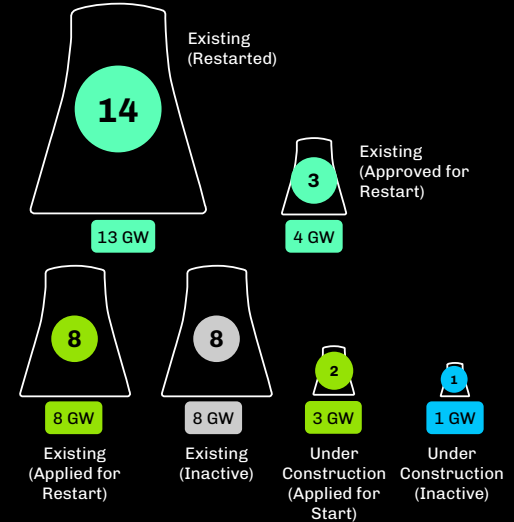 Existing
(Restarted)
14
13 GW
Existing
(Approved for
Restart)
3
4 GW
8
8 GW
Existing
(Applied for
Restart)
8
8 GW
Existing
(Inactive)
2
3 GW
Under
Construction
(Applied for
Start)
1
1 GW
Under
Construction
(Inactive)